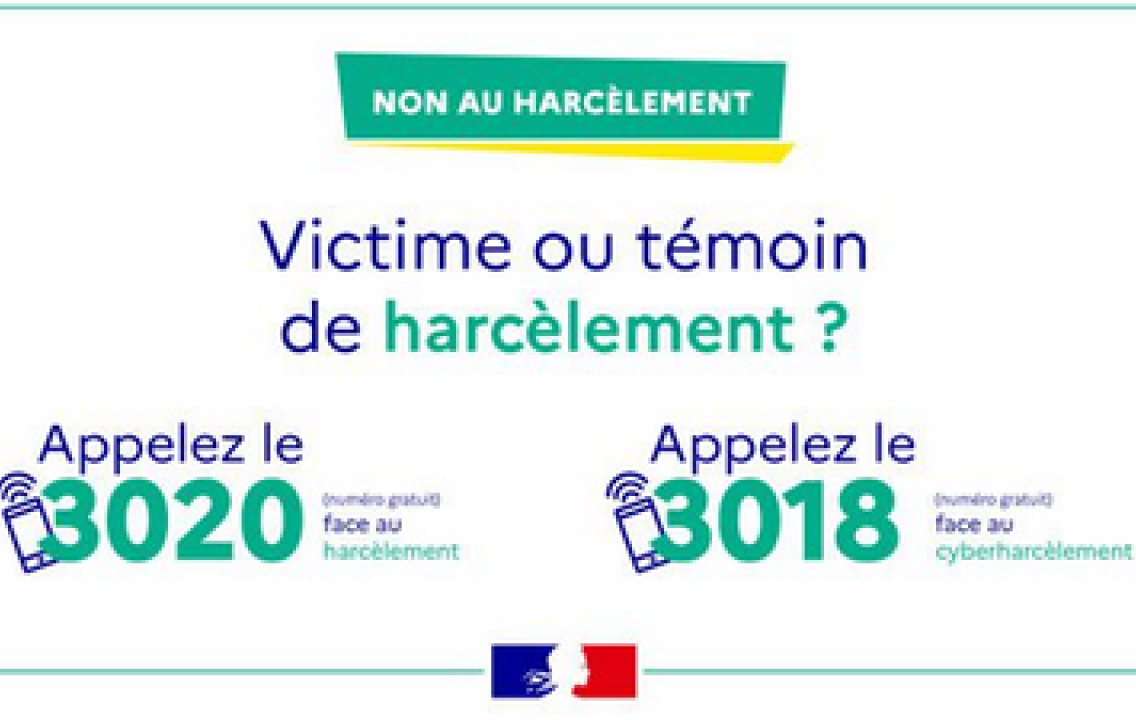 NON AU HARCÈLEMENT
Victime ou témoin
de harcèlement ?
Appelez le
3020
(numéro gratuit)
face au
harcèlement
Appelez le
3018
(numéro gratuit)
face au
cyberharcèlement